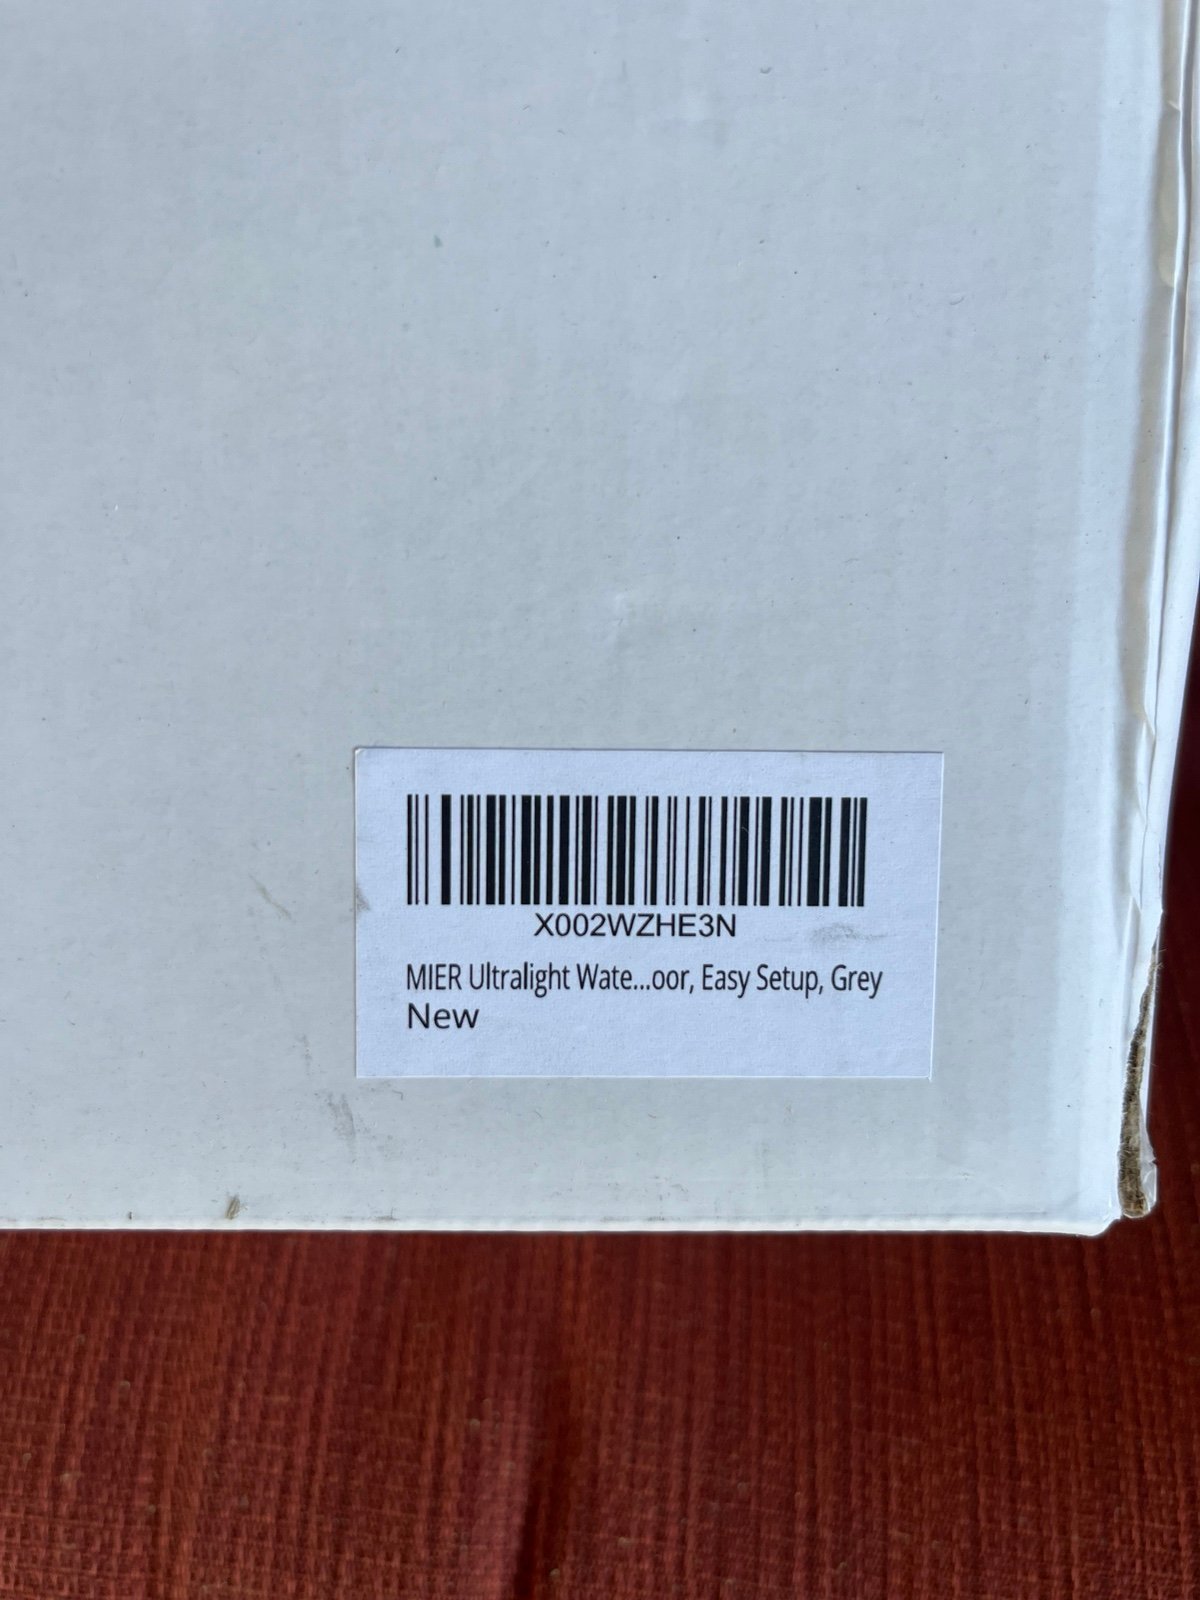 X002WZHE3N
MIER Ultralight Wate...oor, Easy Setup, Grey
New